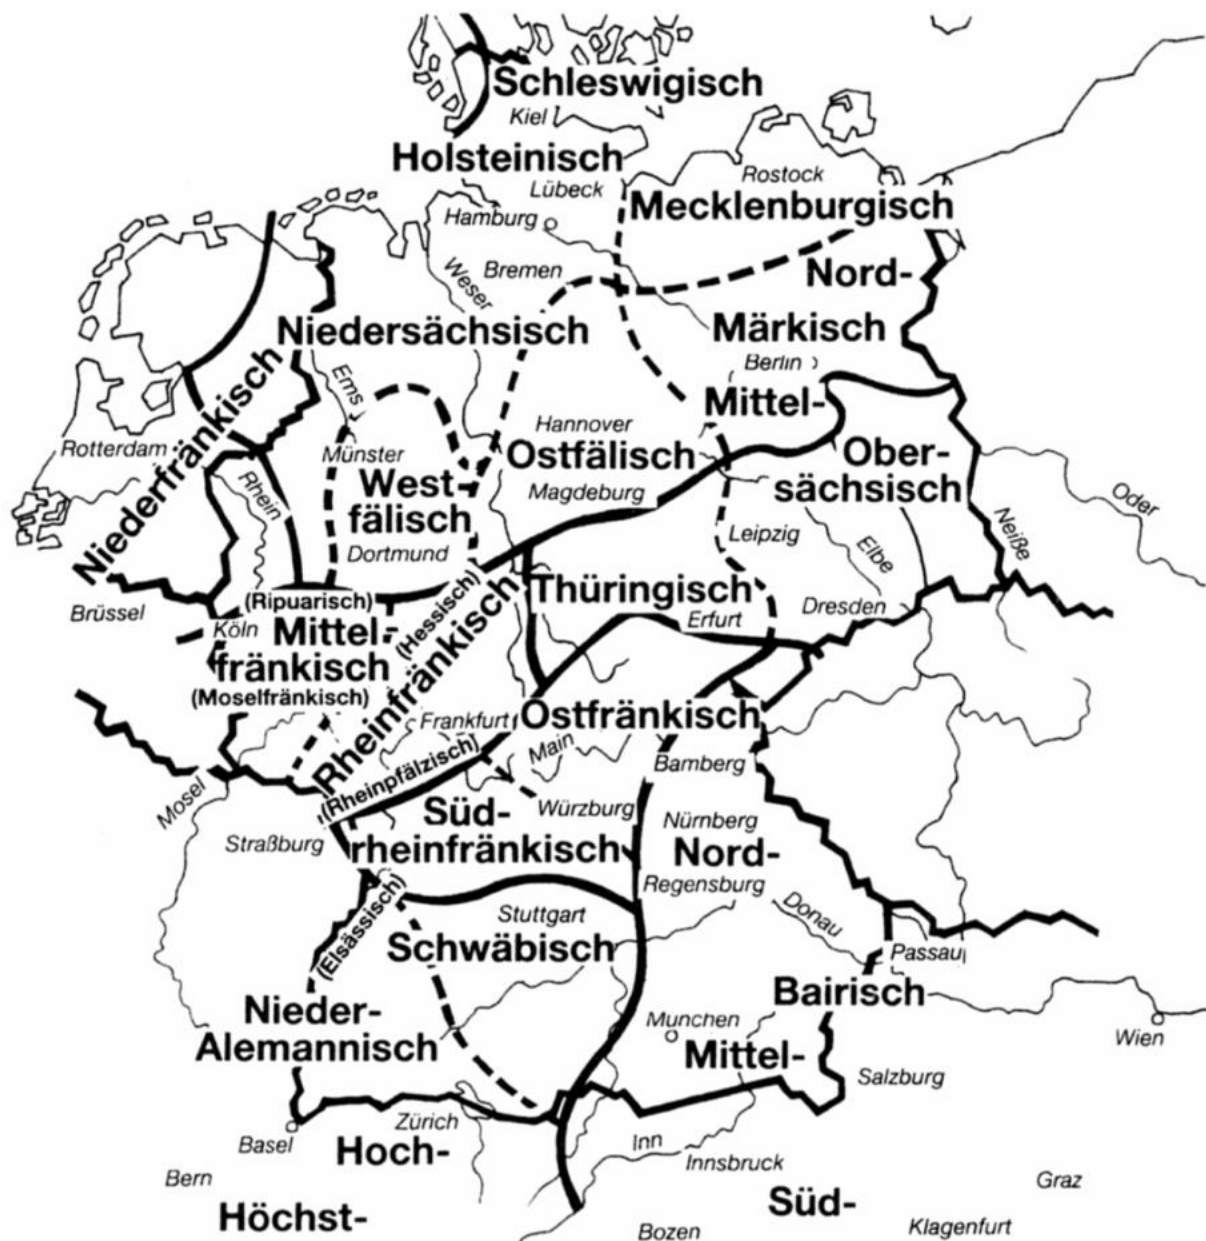 Schleswigisch
Kiel
Holsteinisch
Lübeck
Rostock
Mecklenburgisch
Hamburg
Weser
Bremen
Nord-
Niedersächsisch
Märkisch
Berlin
Ems
Mittel-
Niederfränkisch
Rotterdam
Rhein
Münster
Hannover
Ostfälisch
Ober-
sächsisch
West-
fälisch
Magdeburg
Oder
Neiße
Dortmund
Leipzig
Elbe
Thüringisch
Brüssel
(Ripuarisch)
Köln
Mittel-
fränkisch
(Moselfränkisch)
(Hessisch)
Rheinfränkisch
Erfurt
Dresden
Frankfurt
Ostfränkisch
Main
Bamberg
Mosel
(Rheinpfälzisch)
Würzburg
Straßburg
Süd-
rheinfränkisch
Nürnberg
Nord-
Regensburg
(Elsässisch)
Stuttgart
Schwäbisch
Donau
Passau
Bairisch
Nieder-
Alemannisch
Munchen
Mittel-
Wien
Salzburg
Basel
Zürich
Hoch-
Inn
Innsbruck
Bern
Graz
Höchst-
Süd-
Bozen
Klagenfurt